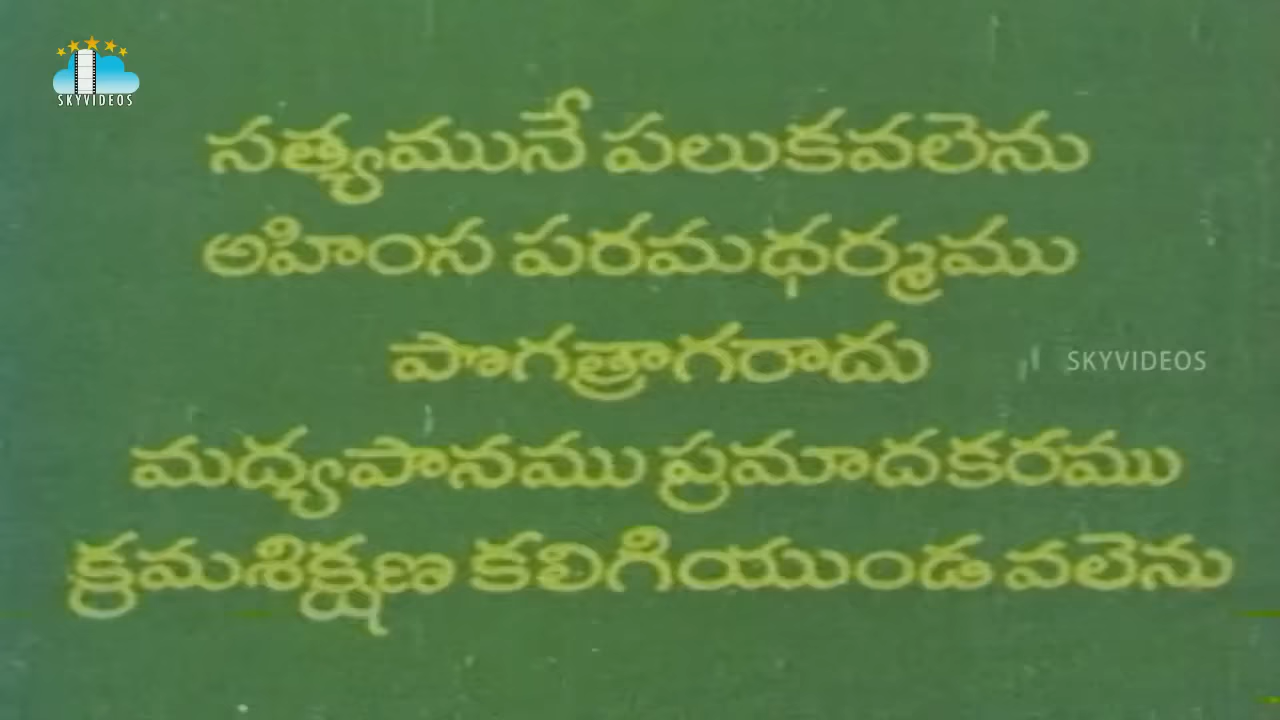 SKYVIDEOS
సత్యమునే పలుకవలెను
అహింస పరమధర్మము
పొగత్రాగరాదు
SKYVIDEOS
మద్యపానము ప్రమాదకరము
క్రమశిక్షణ కలిగియుండ వలెను